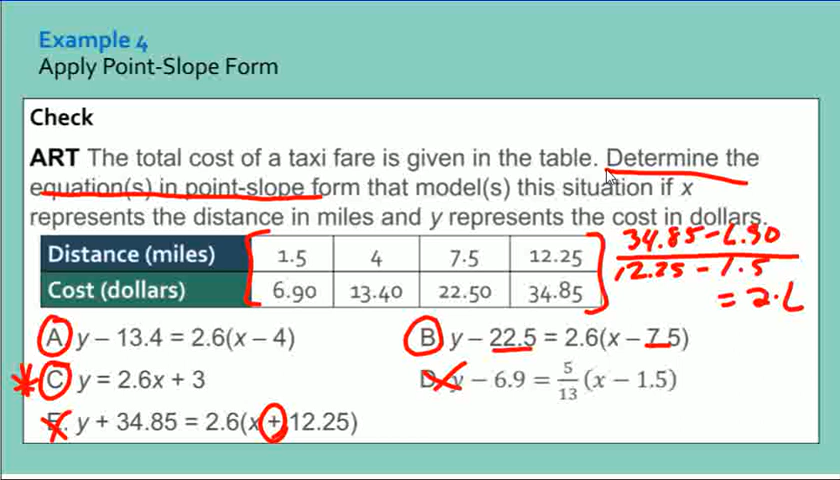 Example 4
Apply Point-Slope Form
Check
ART The total cost of a taxi fare is given in the table. Determine the
equation(s) in point-slope form that model(s) this situation if x
represents the distance in miles and y represents the cost in dollars.
Distance (miles) 1.5 4 7.5 12.25
Cost (dollars) 6.90 13.40 22.50 34.85
34.85 - 6.90
12.25 - 1.5
= 2.6
A. y – 13.4 = 2.6(x – 4)
B. y – 22.5 = 2.6(x – 7.5)
C. y = 2.6x + 3
D. y – 6.9 = 5/13 (x – 1.5)
E. y + 34.85 = 2.6(x + 12.25)